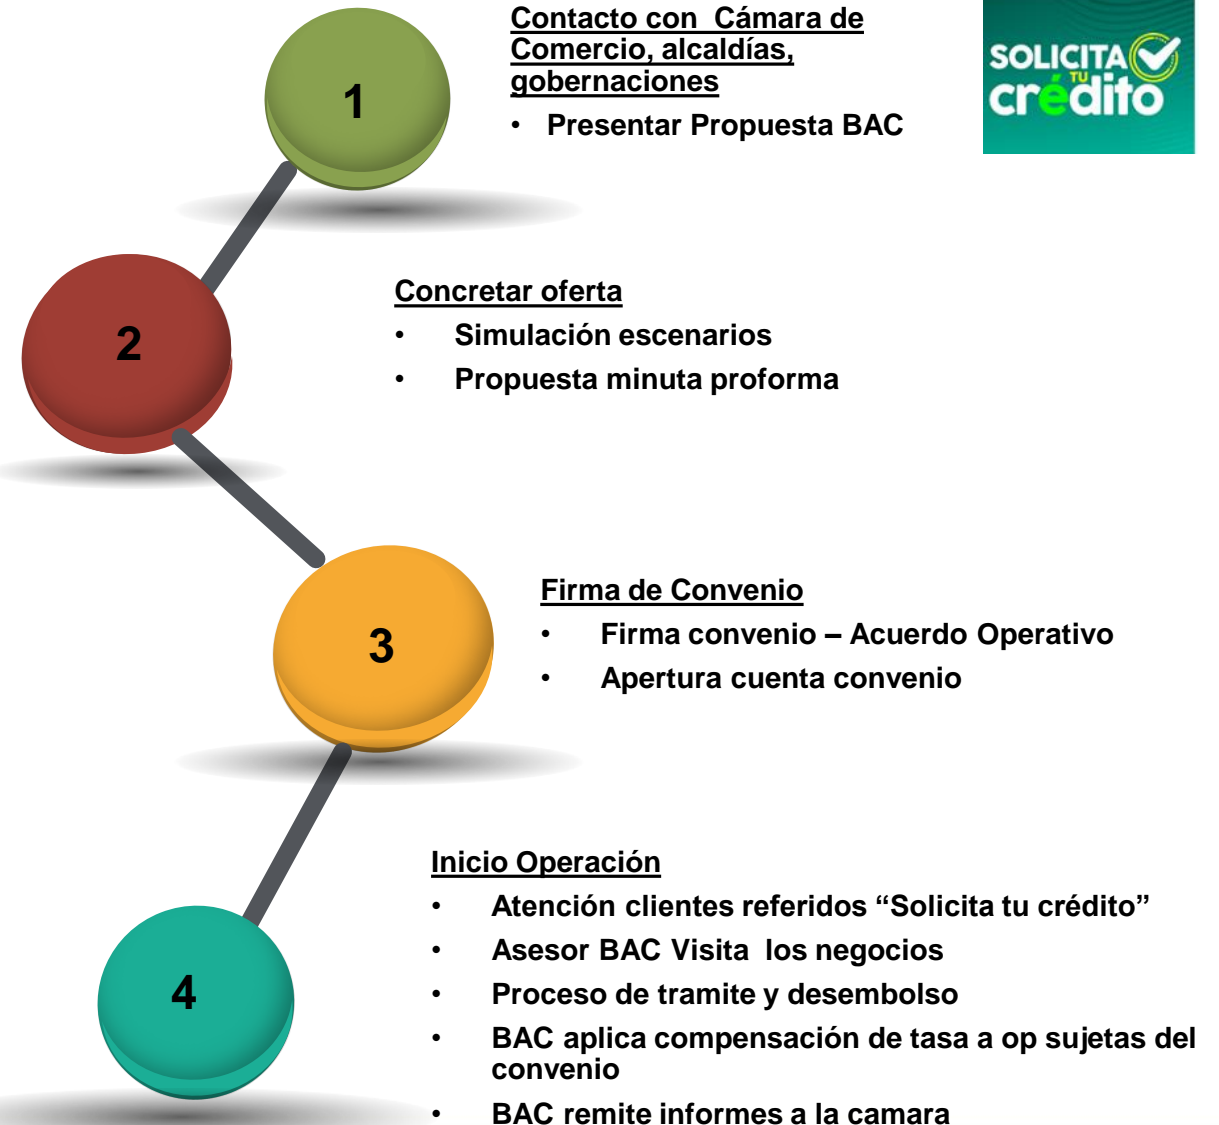 1
Contacto con Cámara de
Comercio, alcaldías,
gobernaciones
• Presentar Propuesta BAC
SOLICITA
TU
crédito
2
Concretar oferta
• Simulación escenarios
• Propuesta minuta proforma
3
Firma de Convenio
• Firma convenio – Acuerdo Operativo
• Apertura cuenta convenio
4
Inicio Operación
• Atención clientes referidos “Solicita tu crédito”
• Asesor BAC Visita los negocios
• Proceso de tramite y desembolso
• BAC aplica compensación de tasa a op sujetas del
convenio
• BAC remite informes a la camara